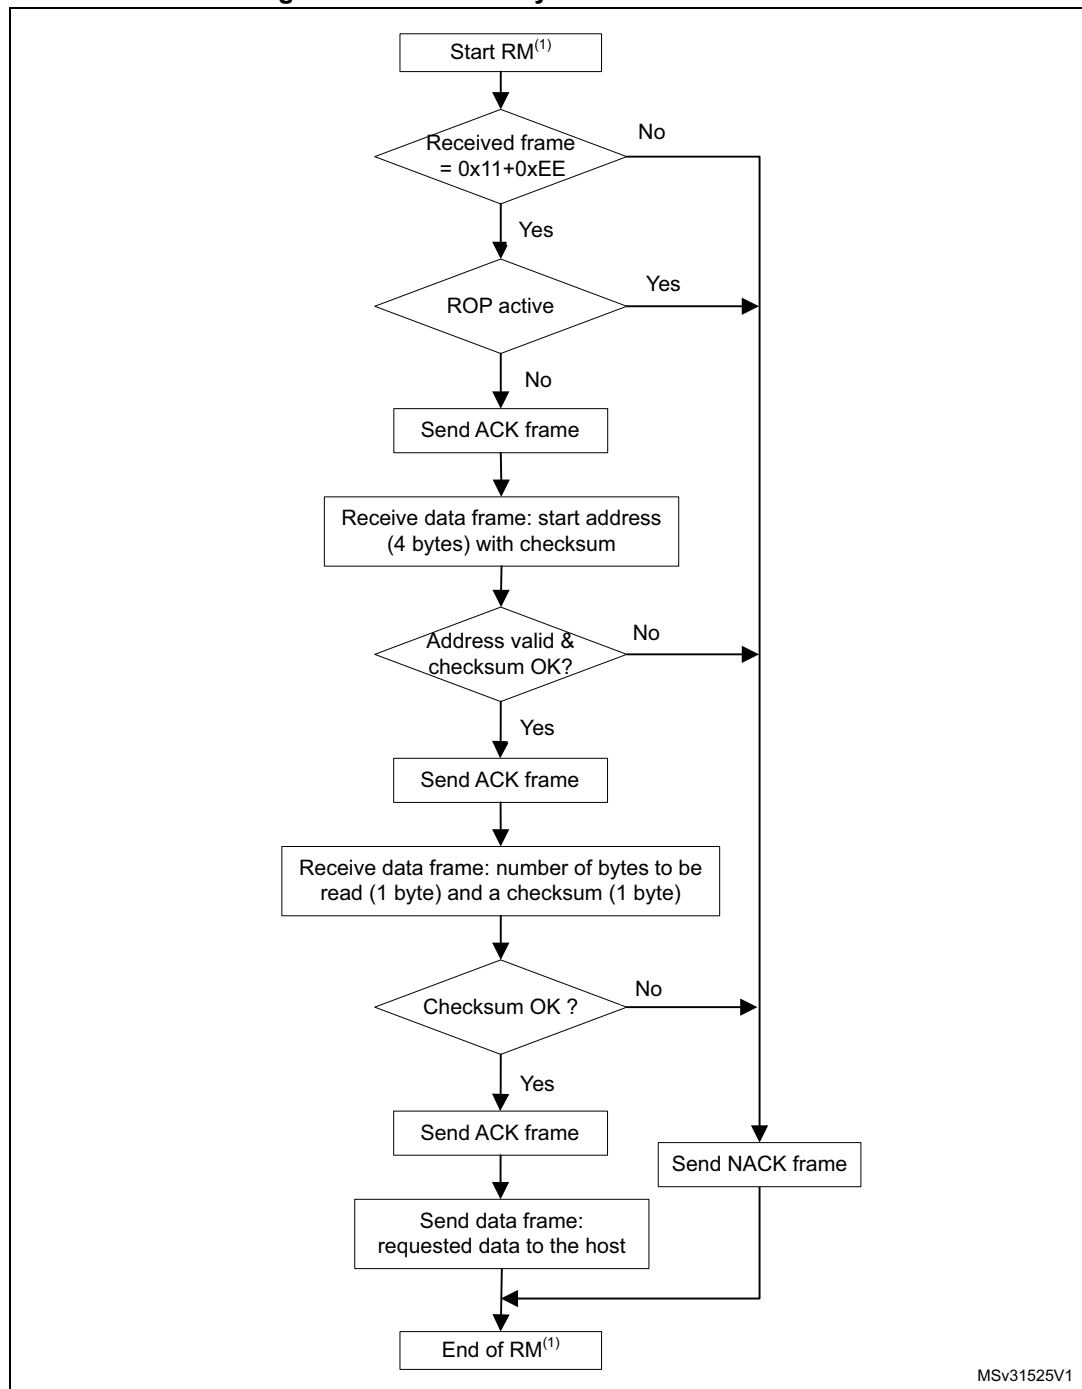 Start RM(1)
Received frame
= 0x11+0xEE
No
Yes
ROP active
Yes
No
Send ACK frame
Receive data frame: start address
(4 bytes) with checksum
Address valid &
checksum OK?
No
Yes
Send ACK frame
Receive data frame: number of bytes to be
read (1 byte) and a checksum (1 byte)
Checksum OK ?
No
Yes
Send ACK frame
Send NACK frame
Send data frame:
requested data to the host
End of RM(1)
MSv31525V1